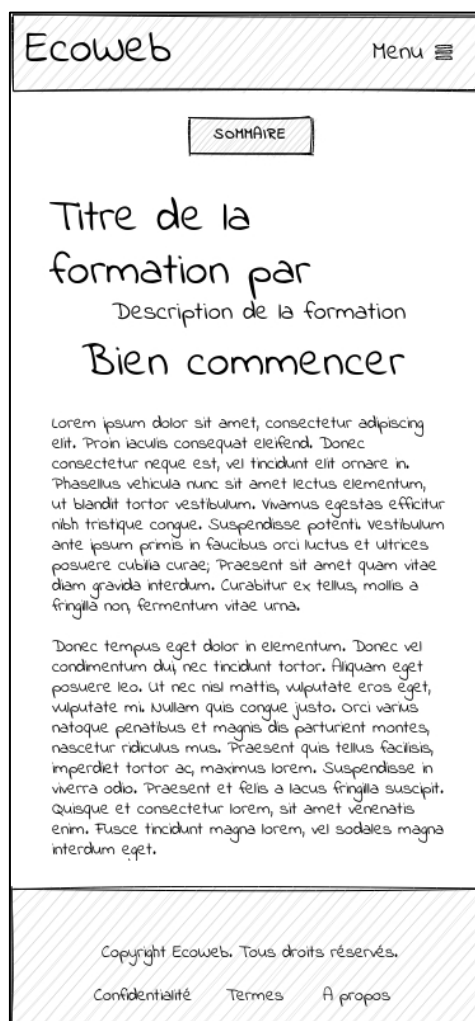 Ecoweb
Menu
SOMMAIRE
Titre de la
formation par
Description de la formation
Bien commencer
Lorem ipsum dolor sit amet, consectetur adipiscing
elit. Proin iaculis consequat eleifend. Donec
consectetur neque est, vel tincidunt elit ornare in.
Phasellus vehicula nunc sit amet lectus elementum,
ut blandit tortor vestibulum. Vivamus egestas efficitur
nibh tristique congue. Suspendisse potenti. Vestibulum
ante ipsum primis in faucibus orci luctus et ultrices
posuere cubilia curae; Praesent sit amet quam vitae
diam gravida interdum. Curabitur ex tellus, mollis a
fringilla non, fermentum vitae urna.
Donec tempus eget dolor in elementum. Donec vel
condimentum dui, nec tincidunt tortor. Aliquam eget
posuere leo. Ut nec nisl mattis, vulputate eros eget,
vulputate mi. Nullam quis congue justo. Orci varius
natoque penatibus et magnis dis parturient montes,
nascetur ridiculus mus. Praesent quis tellus facilisis,
imperdiet tortor ac, maximus lorem. Suspendisse in
viverra odio. Praesent et felis a lacus fringilla suscipit.
Quisque et consectetur lorem, sit amet venenatis
enim. Fusce tincidunt magna lorem, vel sodales magna
interdum eget.
Copyright Ecoweb. Tous droits réservés.
Confidentialité Termes A propos